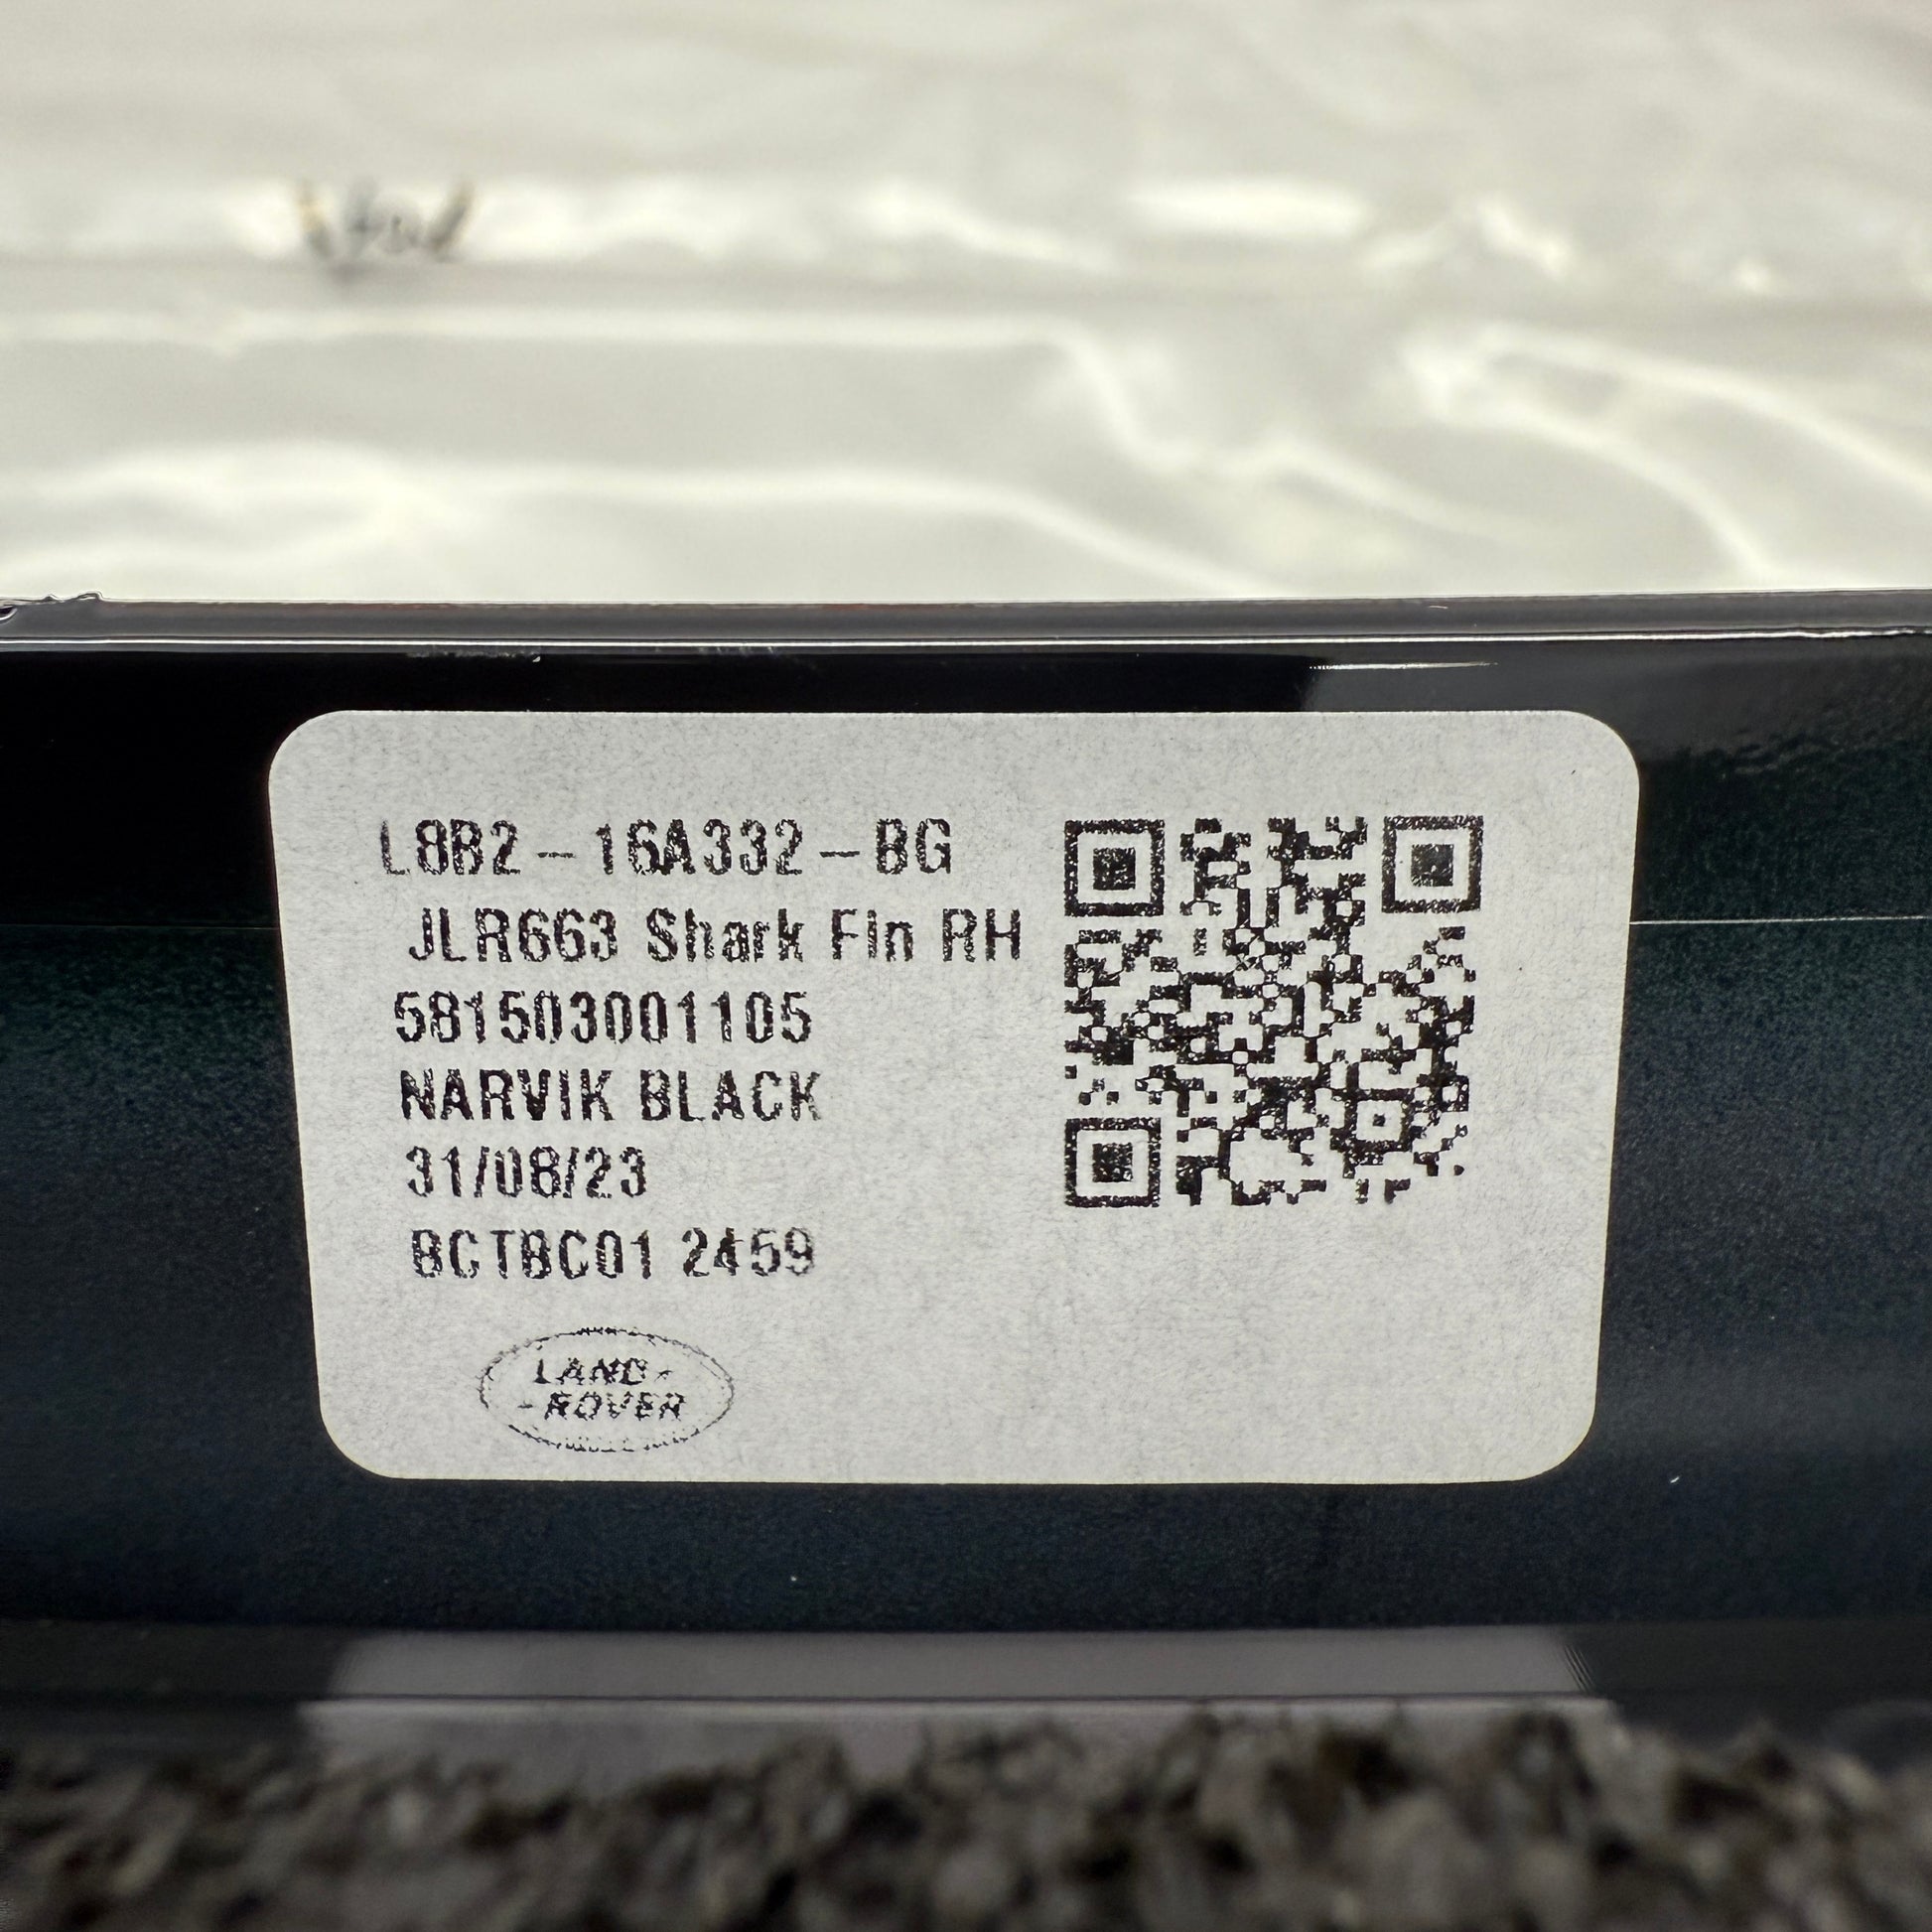 L8B2-16A332-BG
JLR663 Shark Fin RH
581503001105
NARVIK BLACK
31/08/23
BCTBC01 2459
LAND-
-ROVER